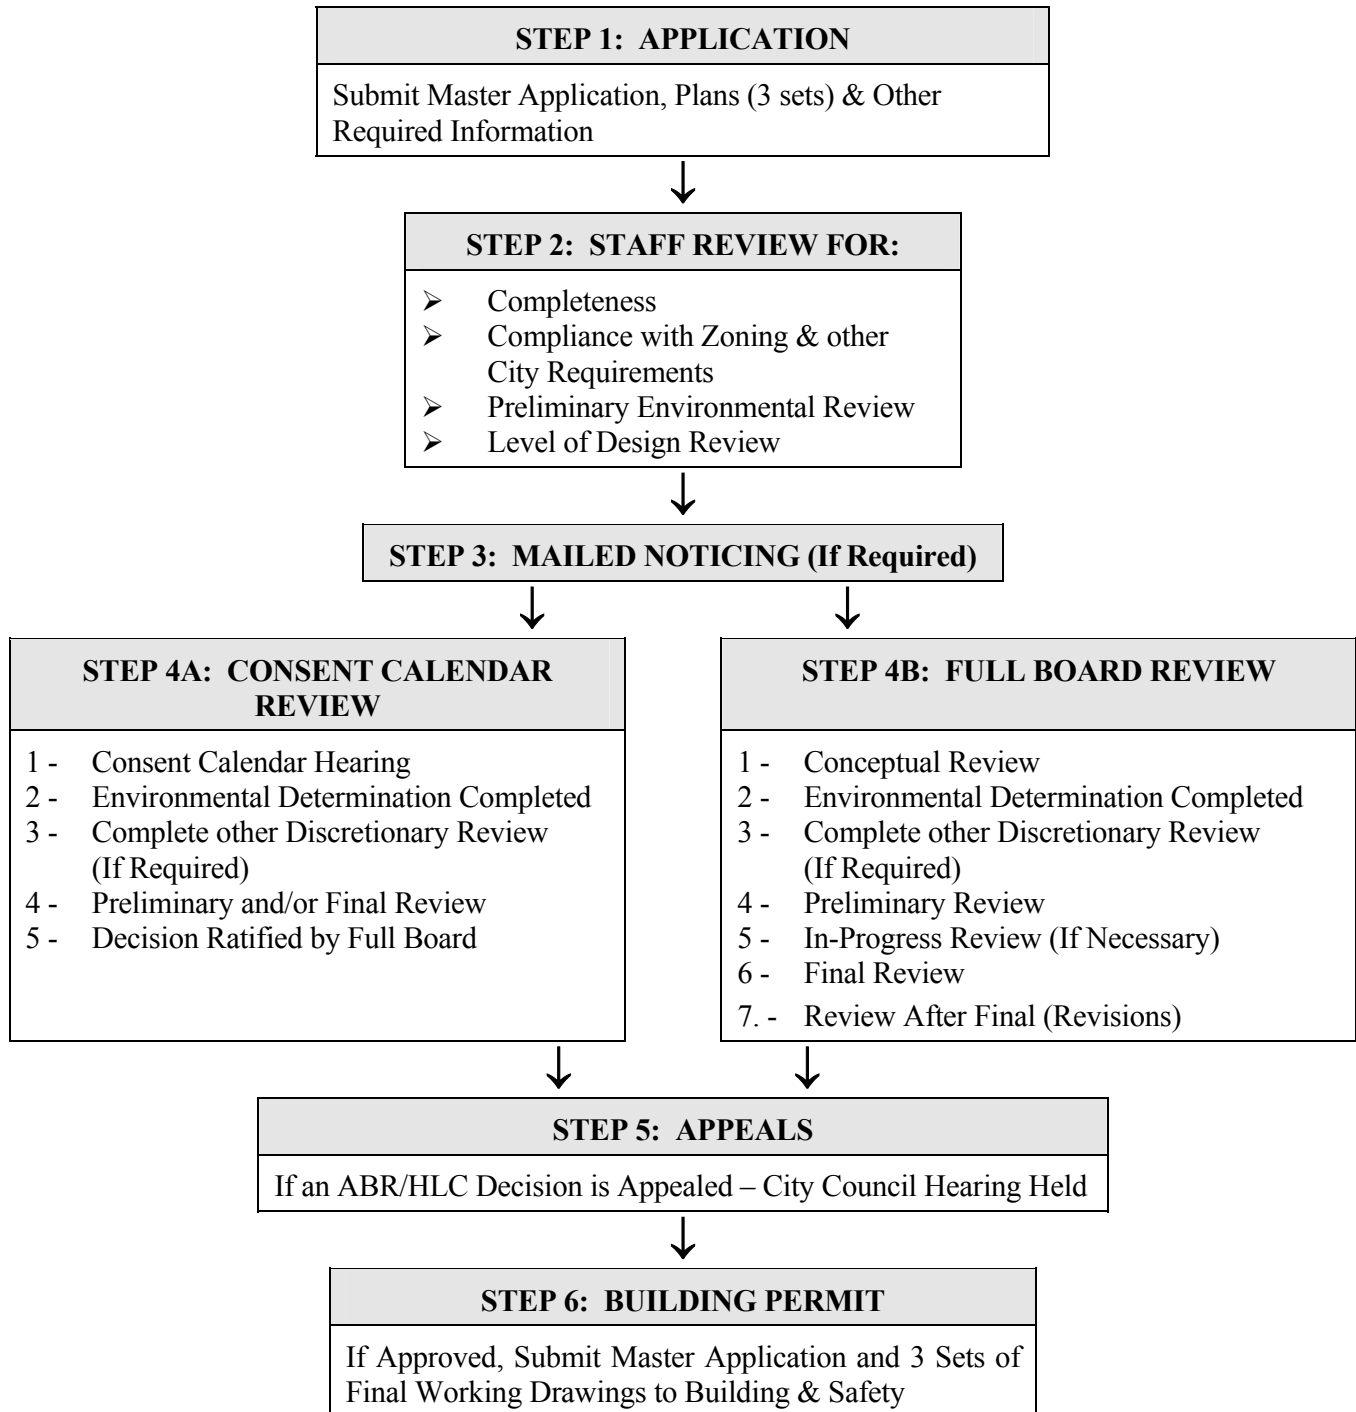 STEP 1: APPLICATION
Submit Master Application, Plans (3 sets) & Other
Required Information
STEP 2: STAFF REVIEW FOR:
➢ Completeness
➢ Compliance with Zoning & other
City Requirements
➢ Preliminary Environmental Review
➢ Level of Design Review
STEP 3: MAILED NOTICING (If Required)
STEP 4A: CONSENT CALENDAR
REVIEW
1 - Consent Calendar Hearing
2 - Environmental Determination Completed
3 - Complete other Discretionary Review
(If Required)
4 - Preliminary and/or Final Review
5 - Decision Ratified by Full Board
STEP 4B: FULL BOARD REVIEW
1 - Conceptual Review
2 - Environmental Determination Completed
3 - Complete other Discretionary Review
(If Required)
4 - Preliminary Review
5 - In-Progress Review (If Necessary)
6 - Final Review
7. - Review After Final (Revisions)
STEP 5: APPEALS
If an ABR/HLC Decision is Appealed – City Council Hearing Held
STEP 6: BUILDING PERMIT
If Approved, Submit Master Application and 3 Sets of
Final Working Drawings to Building & Safety